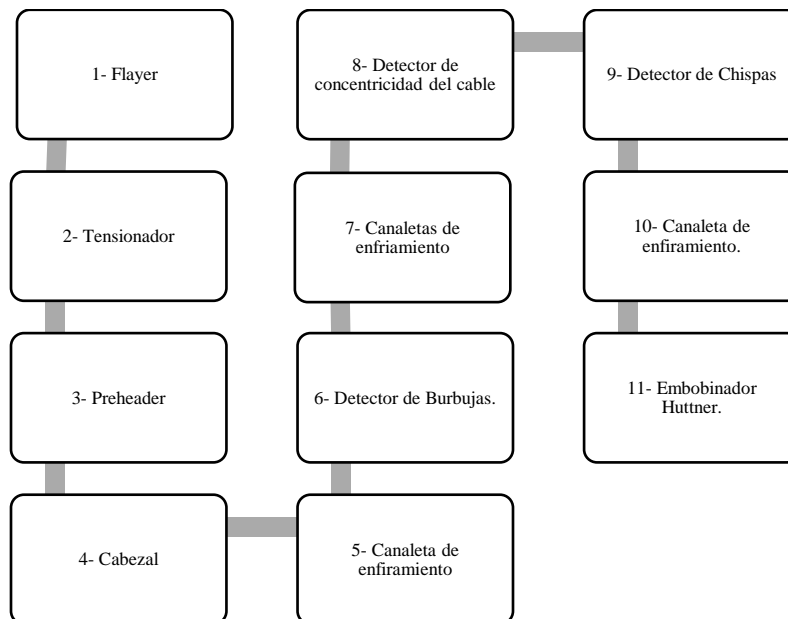 1- Flayer
2- Tensionador
3- Preheader
4- Cabezal
5- Canaleta de
enfiramiento
6- Detector de Burbujas.
7- Canaletas de
enfriamiento
8- Detector de
concentricidad del cable
9- Detector de Chispas
10- Canaleta de
enfiramiento.
11- Embobinador
Huttner.